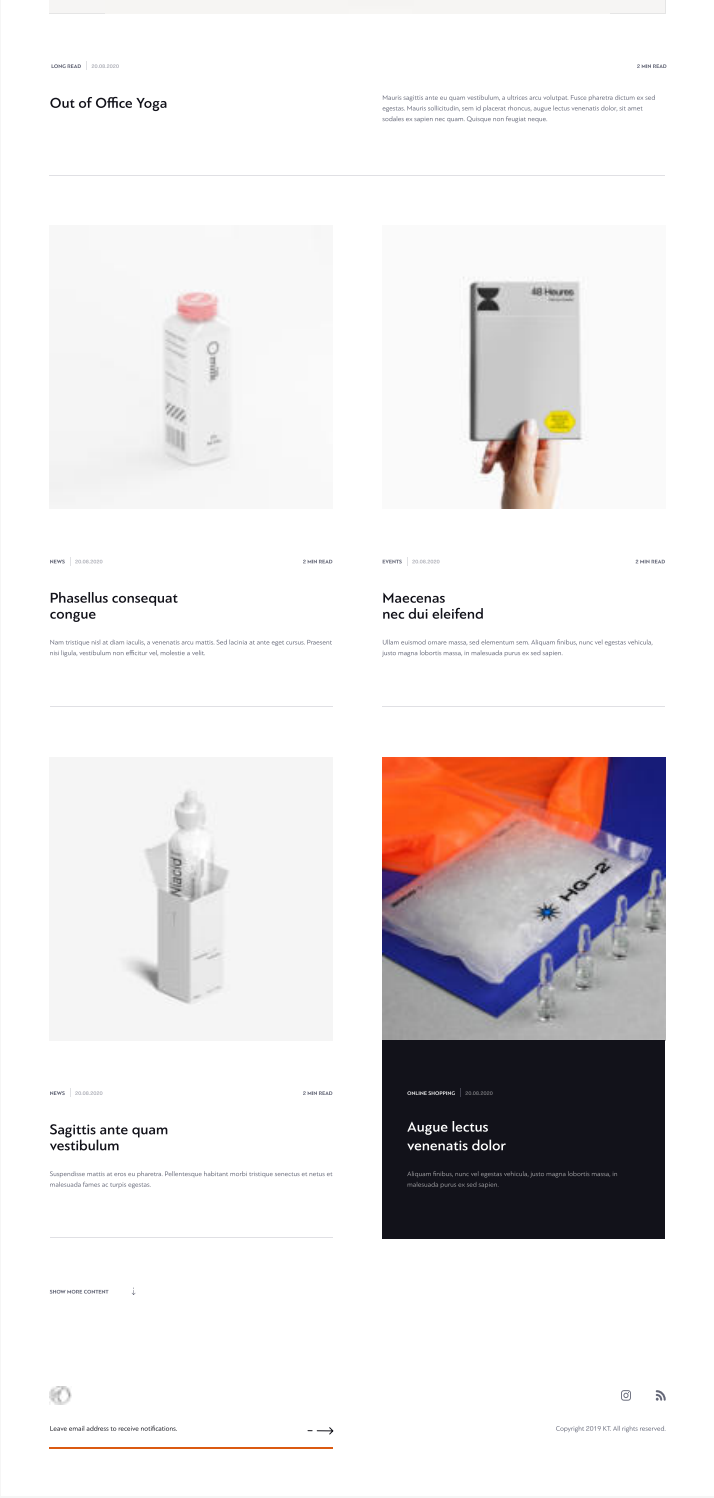 LONG READ 20.08.2020 2 MIN READ
Out of Office Yoga
Mauris sagittis ante eu quam vestibulum, a ultrices arcu volutpat. Fusce pharetra dictum ex sed
egestas. Mauris sollicitudin, sem id placerat rhoncus, augue lectus venenatis dolor, sit amet
sodales ex sapien nec quam. Quisque non feugiat neque.
milk
48 Heures
NEWS 20.08.2020 2 MIN READ
Phasellus consequat
congue
Nam tristique nisl at diam iaculis, a venenatis arcu mattis. Sed lacinia at ante eget cursus. Praesent
nisi ligula, vestibulum non efficitur vel, molestie a velit.
EVENTS 20.08.2020 2 MIN READ
Maecenas
nec dui eleifend
Ullam euismod ornare massa, sed elementum sem. Aliquam finibus, nunc vel egestas vehicula,
justo magna lobortis massa, in malesuada purus ex sed sapien.
Niacid
HG–2
NEWS 20.08.2020 2 MIN READ
Sagittis ante quam
vestibulum
Suspendisse mattis at eros eu pharetra. Pellentesque habitant morbi tristique senectus et netus et
malesuada fames ac turpis egestas.
ONLINE SHOPPING 20.08.2020
Augue lectus
venenatis dolor
Aliquam finibus, nunc vel egestas vehicula, justo magna lobortis massa, in
malesuada purus ex sed sapien.
SHOW MORE CONTENT
Leave email address to receive notifications.
Copyright 2019 KT. All rights reserved.